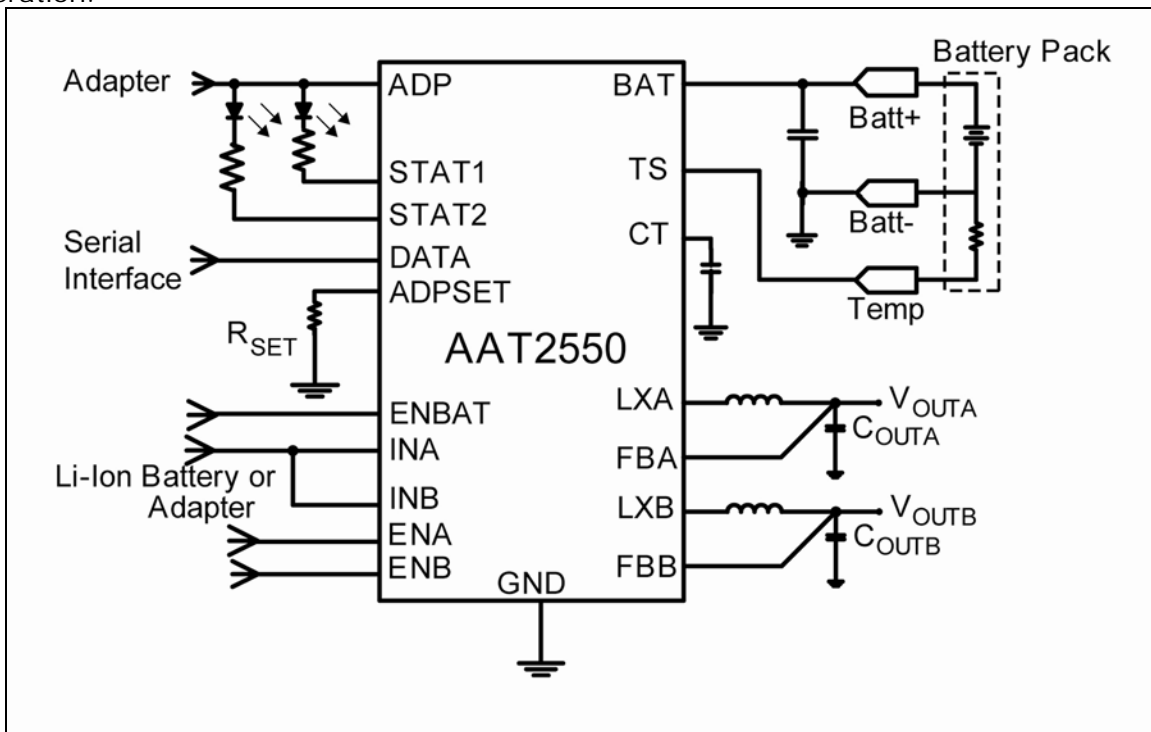 Adapter
ADP
STAT1
STAT2
Serial
Interface
DATA
ADPSET
RSET
AAT2550
ENBAT
INA
Li-Ion Battery or
Adapter
INB
ENA
ENB
GND
BAT
TS
CT
LXA
FBA
LXB
FBB
Battery Pack
Batt+
Batt-
Temp
VOUTA
COUTA
VOUTB
COUTB